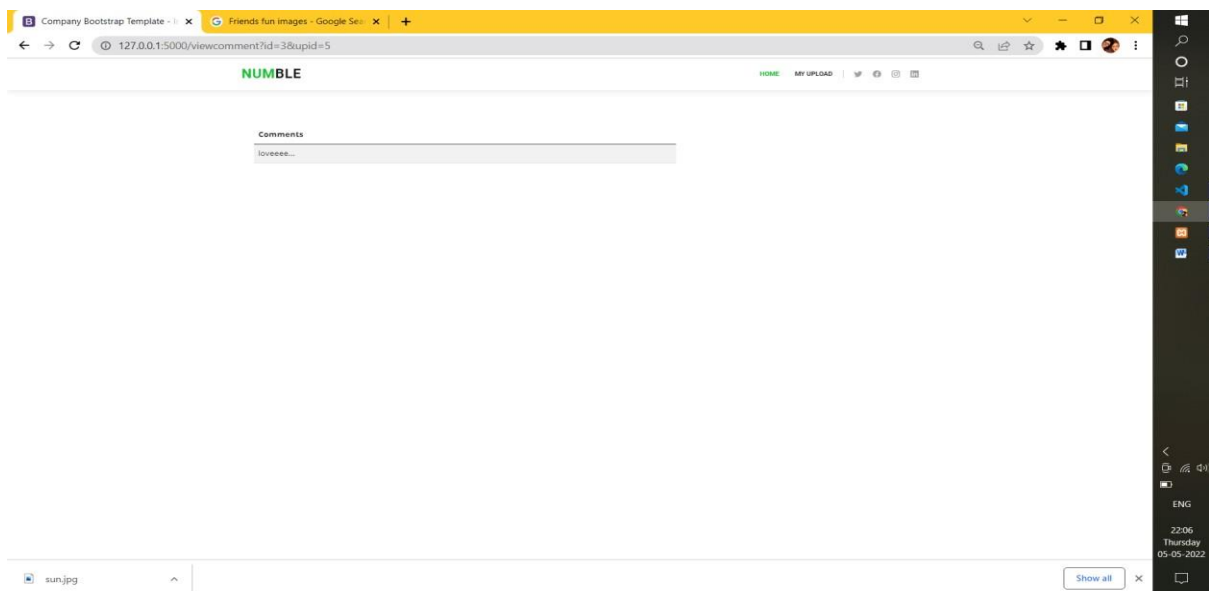 Company Bootstrap Template - I
Friends fun images - Google Sea
127.0.0.1:5000/viewcomment?id=3&upid=5
NUMBLE
HOME MY UPLOAD
Comments
loveeee...
ENG
22:06
Thursday
05-05-2022
sun.jpg
Show all